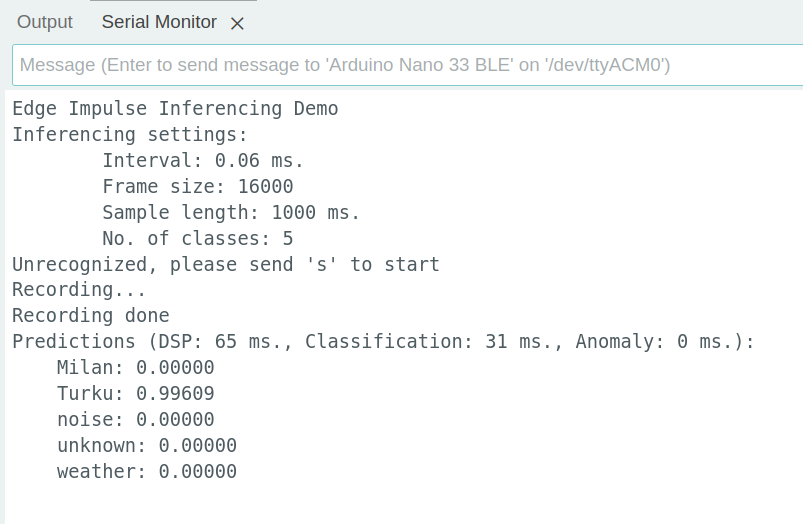 Output Serial Monitor
Message (Enter to send message to 'Arduino Nano 33 BLE' on '/dev/ttyACM0')
Edge Impulse Inferencing Demo
Inferencing settings:
Interval: 0.06 ms.
Frame size: 16000
Sample length: 1000 ms.
No. of classes: 5
Unrecognized, please send 's' to start
Recording...
Recording done
Predictions (DSP: 65 ms., Classification: 31 ms., Anomaly: 0 ms.):
Milan: 0.00000
Turku: 0.99609
noise: 0.00000
unknown: 0.00000
weather: 0.00000